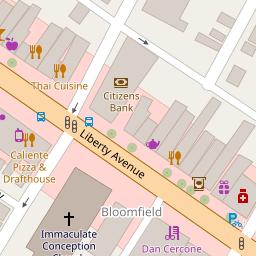 Thai Cuisine
Citizens
Bank
Liberty Avenue
Caliente
Pizza &
Drafthouse
Bloomfield
Immaculate
Conception
Dan Cercone